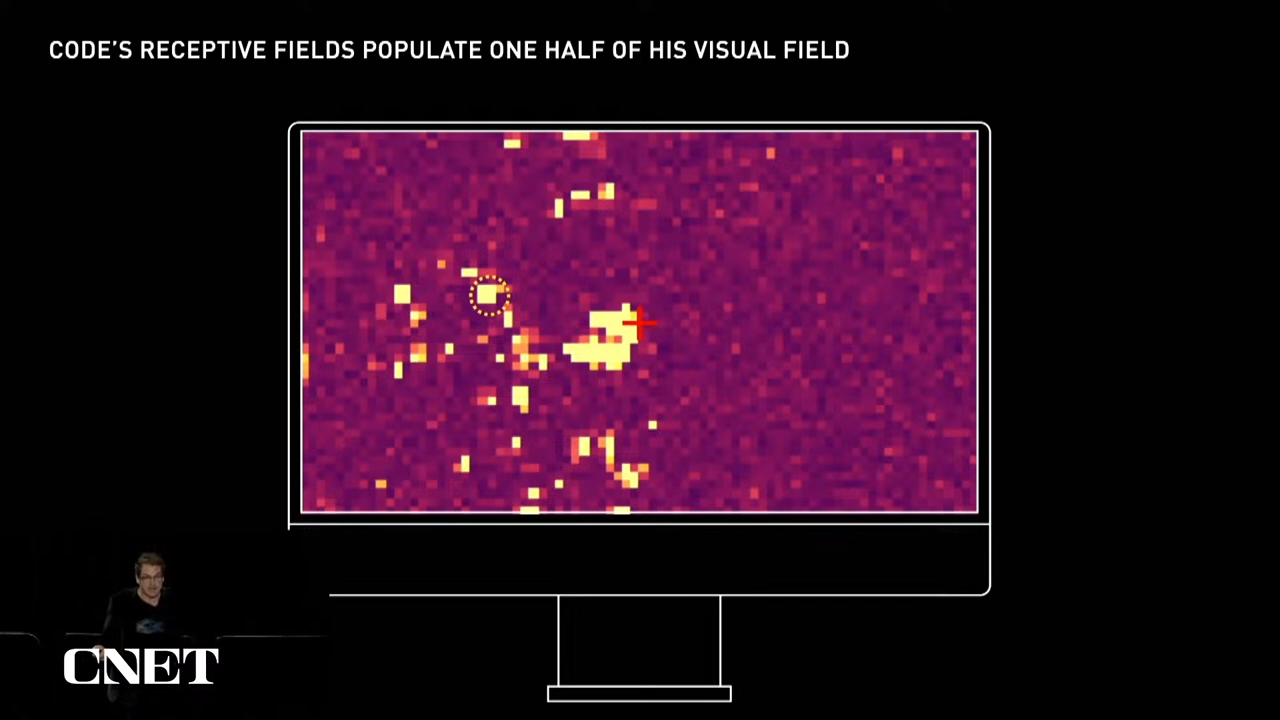 CODE'S RECEPTIVE FIELDS POPULATE ONE HALF OF HIS VISUAL FIELD
CNET